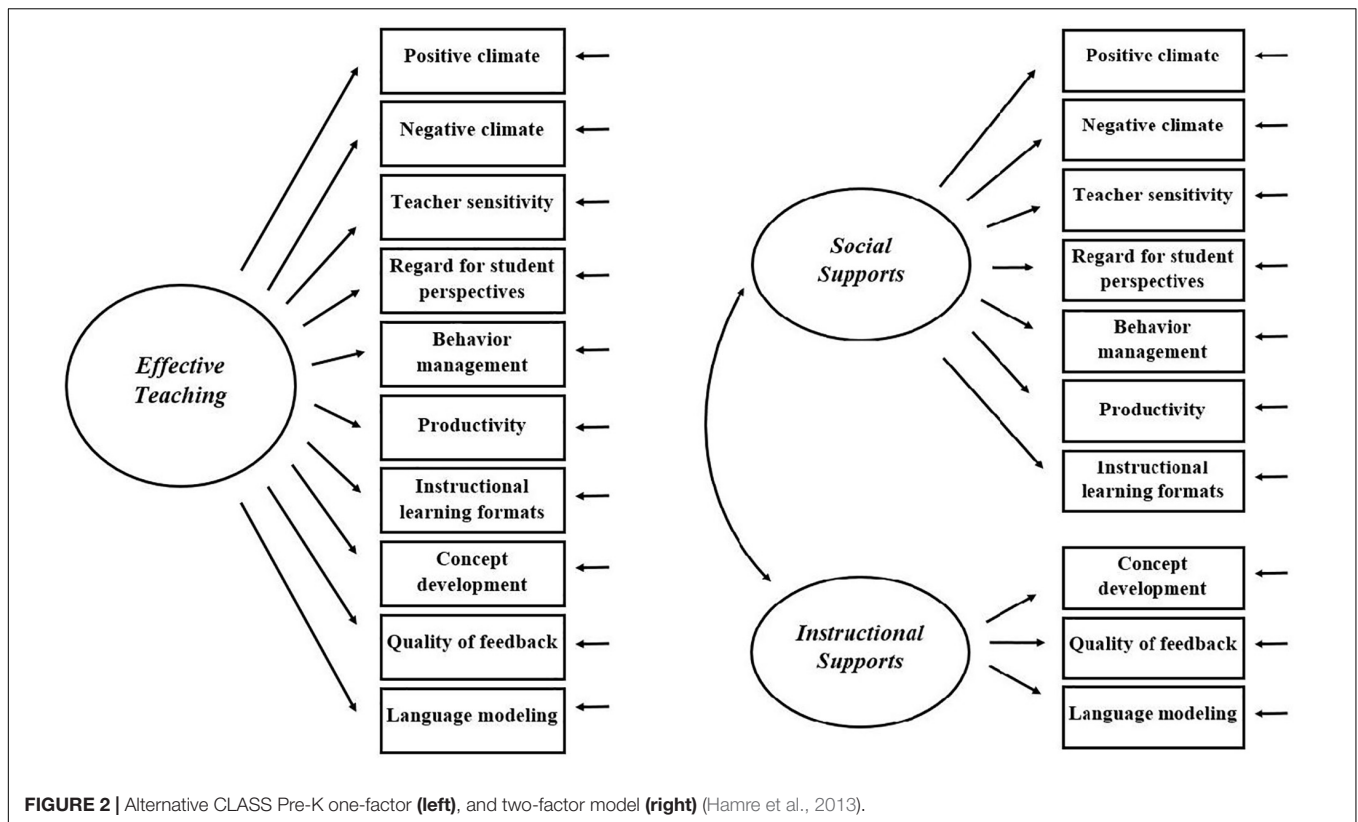 Effective
Teaching
Positive climate
Negative climate
Teacher sensitivity
Regard for student
perspectives
Behavior
management
Productivity
Instructional
learning formats
Concept
development
Quality of feedback
Language modeling
Social
Supports
Positive climate
Negative climate
Teacher sensitivity
Regard for student
perspectives
Behavior
management
Productivity
Instructional
learning formats
Instructional
Supports
Concept
development
Quality of feedback
Language modeling
FIGURE 2 | Alternative CLASS Pre-K one-factor (left), and two-factor model (right) (Hamre et al., 2013).